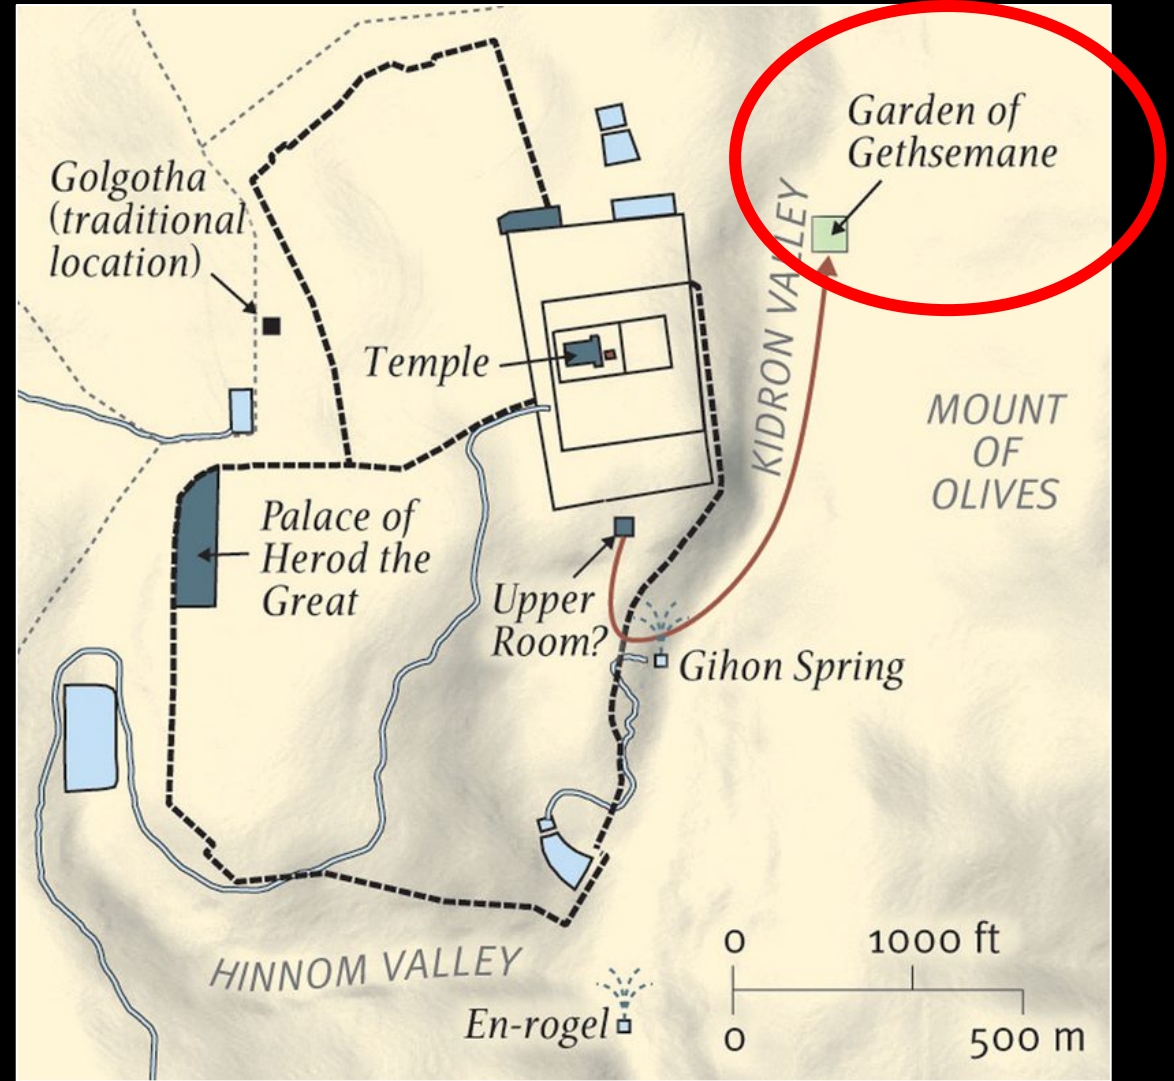 Garden of
Gethsemane
Golgotha
(traditional
location)
KIDRON VALLEY
Temple
MOUNT
OF
OLIVES
Palace of
Herod the
Great
Upper
Room?
Gihon Spring
HINNOM VALLEY
En-rogel
0 1000 ft
0 500 m